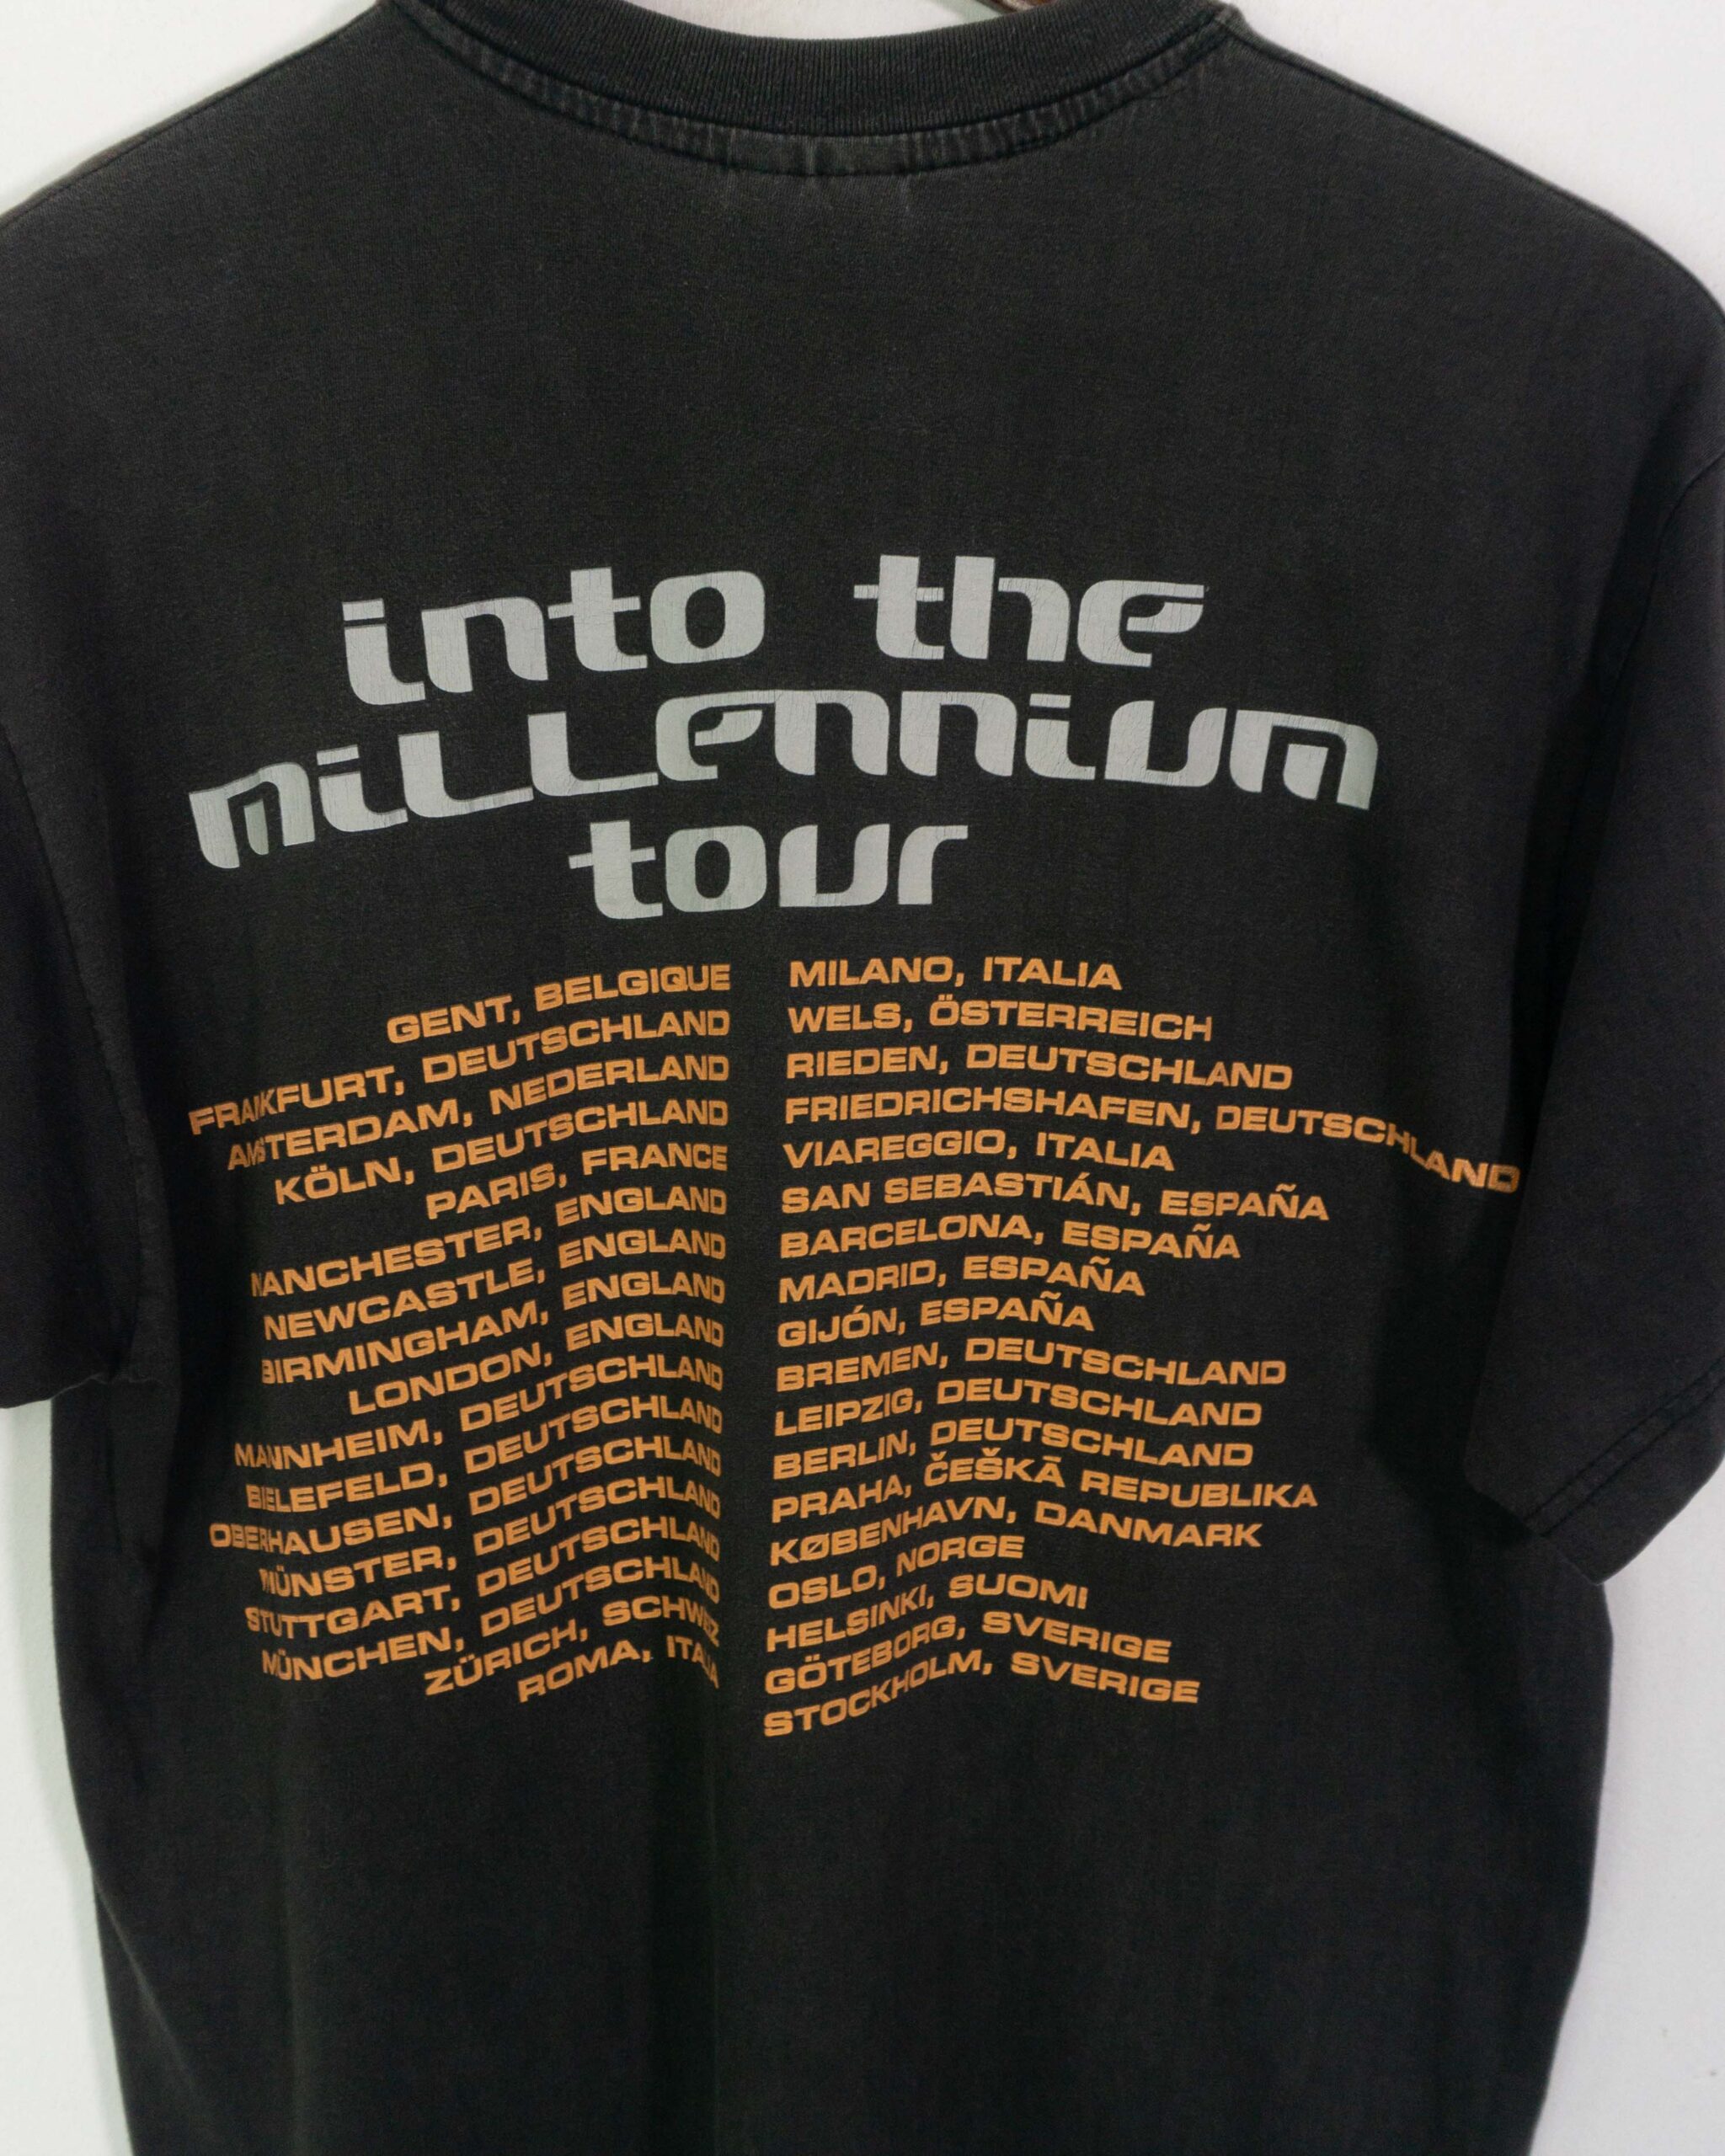 into the
millennium
tour
GENT, BELGIQUE
FRANKFURT, DEUTSCHLAND
AMSTERDAM, NEDERLAND
KÖLN, DEUTSCHLAND
PARIS, FRANCE
MANCHESTER, ENGLAND
NEWCASTLE, ENGLAND
BIRMINGHAM, ENGLAND
LONDON, ENGLAND
MANNHEIM, DEUTSCHLAND
BIELEFELD, DEUTSCHLAND
OBERHAUSEN, DEUTSCHLAND
MÜNSTER, DEUTSCHLAND
STUTTGART, DEUTSCHLAND
MÜNCHEN, DEUTSCHLAND
ZÜRICH, SCHWEIZ
ROMA, ITALIA
MILANO, ITALIA
WELS, ÖSTERREICH
RIEDEN, DEUTSCHLAND
FRIEDRICHSHAFEN, DEUTSCHLAND
VIAREGGIO, ITALIA
SAN SEBASTIÁN, ESPAÑA
BARCELONA, ESPAÑA
MADRID, ESPAÑA
GIJÓN, ESPAÑA
BREMEN, DEUTSCHLAND
LEIPZIG, DEUTSCHLAND
BERLIN, DEUTSCHLAND
PRAHA, ČEŠKĀ REPUBLIKA
KØBENHAVN, DANMARK
OSLO, NORGE
HELSINKI, SUOMI
GÖTEBORG, SVERIGE
STOCKHOLM, SVERIGE